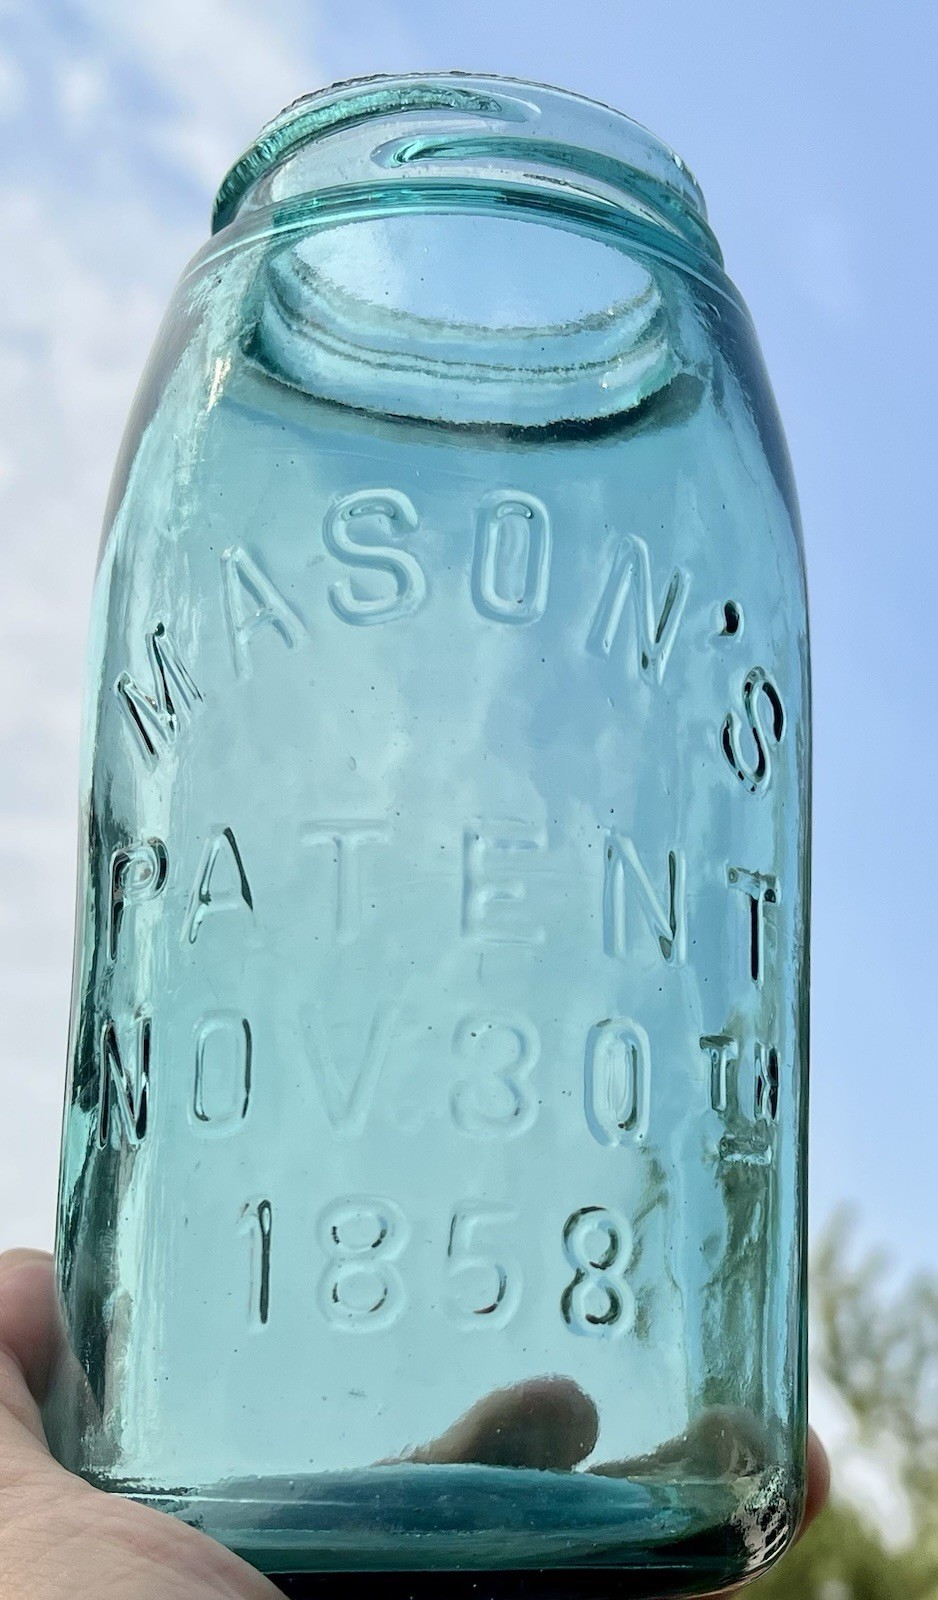 MASON'S
PATENT
NOV. 30TH
1858